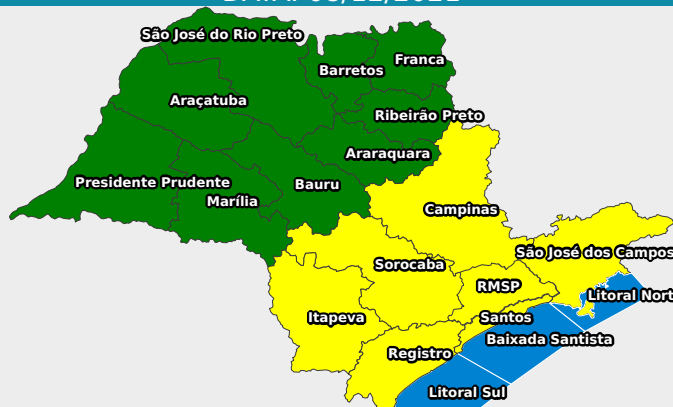 São José do Rio Preto
Franca
Barretos
Araçatuba
Ribeirão Preto
Araraquara
Presidente Prudente
Bauru
Marília
Campinas
São José dos Campos
Sorocaba
RMSP
Litoral Nort
Itapeva
Santos
Baixada Santista
Registro
Litoral Sul